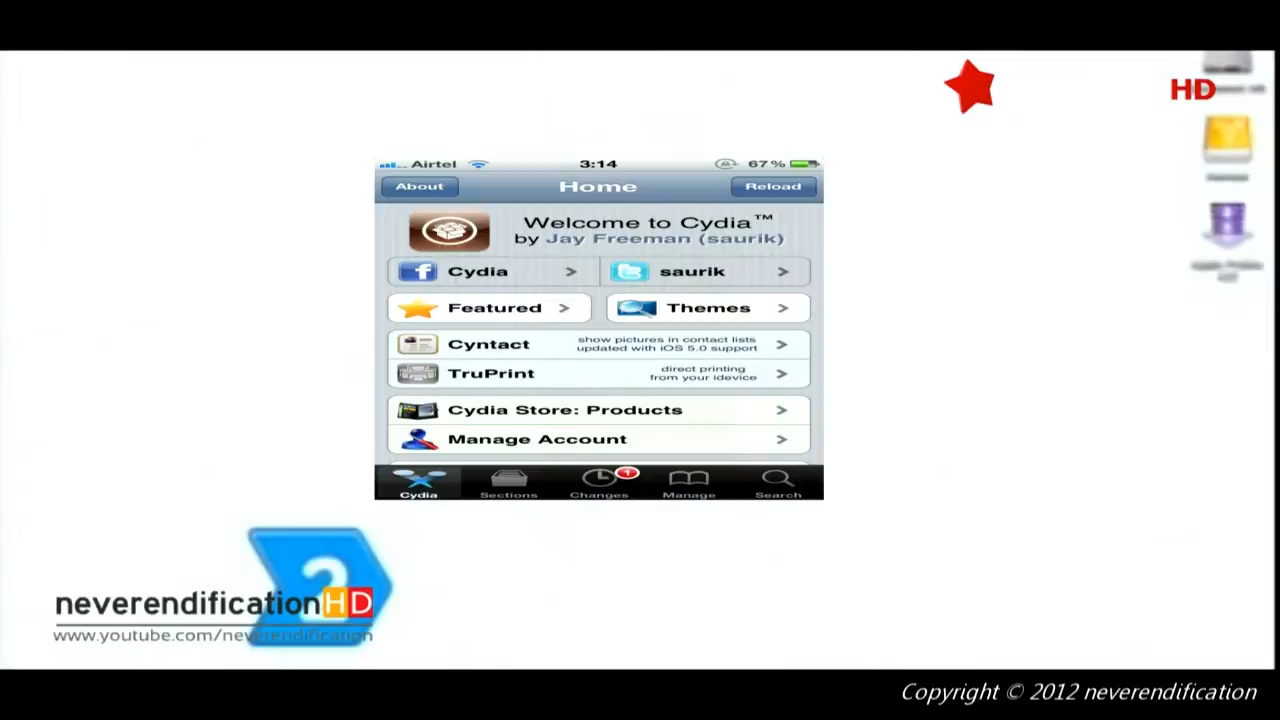 HD
Airtel 3:14 67%
About Home Reload
Welcome to Cydia™
by Jay Freeman (saurik)
Cydia
saurik
Featured
Themes
Cyntact
show pictures in contact lists
updated with iOS 5.0 support
TruPrint
direct printing
from your idevice
Cydia Store: Products
Manage Account
1
Cydia Sections Changes Manage Search
2
neverendificationHD
www.youtube.com/neverendification
Copyright © 2012 neverendification